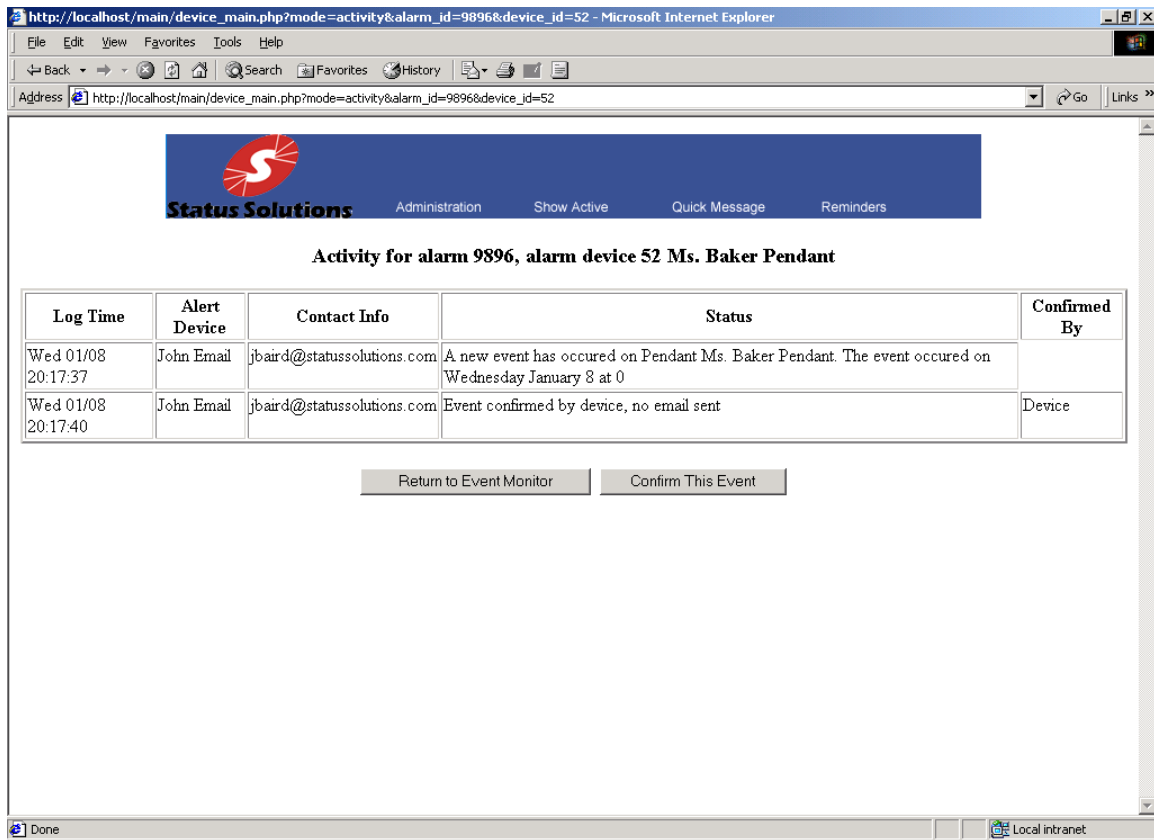 http://localhost/main/device_main.php?mode=activity&alarm_id=9896&device_id=52 - Microsoft Internet Explorer
File Edit View Favorites Tools Help
Back Search Favorites History
Address http://localhost/main/device_main.php?mode=activity&alarm_id=9896&device_id=52 Go Links »
S
Status Solutions Administration Show Active Quick Message Reminders
Activity for alarm 9896, alarm device 52 Ms. Baker Pendant
Log Time Alert Device Contact Info Status Confirmed By
Wed 01/08 John Email jbaird@statussolutions.com A new event has occured on Pendant Ms. Baker Pendant. The event occured on
20:17:37 Wednesday January 8 at 0
Wed 01/08 John Email jbaird@statussolutions.com Event confirmed by device, no email sent Device
20:17:40
Return to Event Monitor Confirm This Event
Done Local intranet